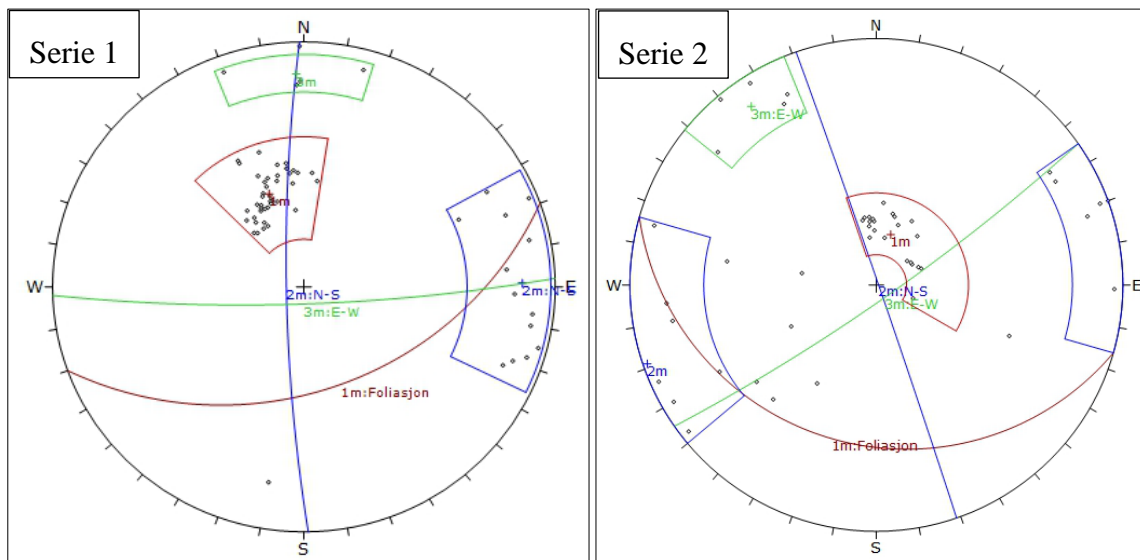 Serie 1
N
3m
1m
W
E
2m:N-S
2m:N-S
3m:E-W
1m:Foliasjon
S
Serie 2
N
3m:E-W
1m
W
E
2m:N-S
3m:E-W
2m
1m:Foliasjon
S